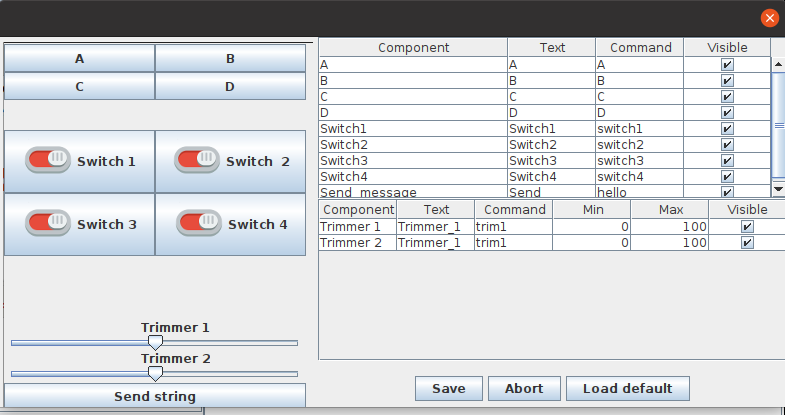 A B
C D
Switch 1 Switch 2
Switch 3 Switch 4
Trimmer 1
Trimmer 2
Send string
Component Text Command Visible
A A A
B B B
C C C
D D D
Switch1 Switch1 switch1
Switch2 Switch2 switch2
Switch3 Switch3 switch3
Switch4 Switch4 switch4
Send_message Send hello
Component Text Command Min Max Visible
Trimmer 1 Trimmer_1 trim1 0 100
Trimmer 2 Trimmer_1 trim1 0 100
Save Abort Load default